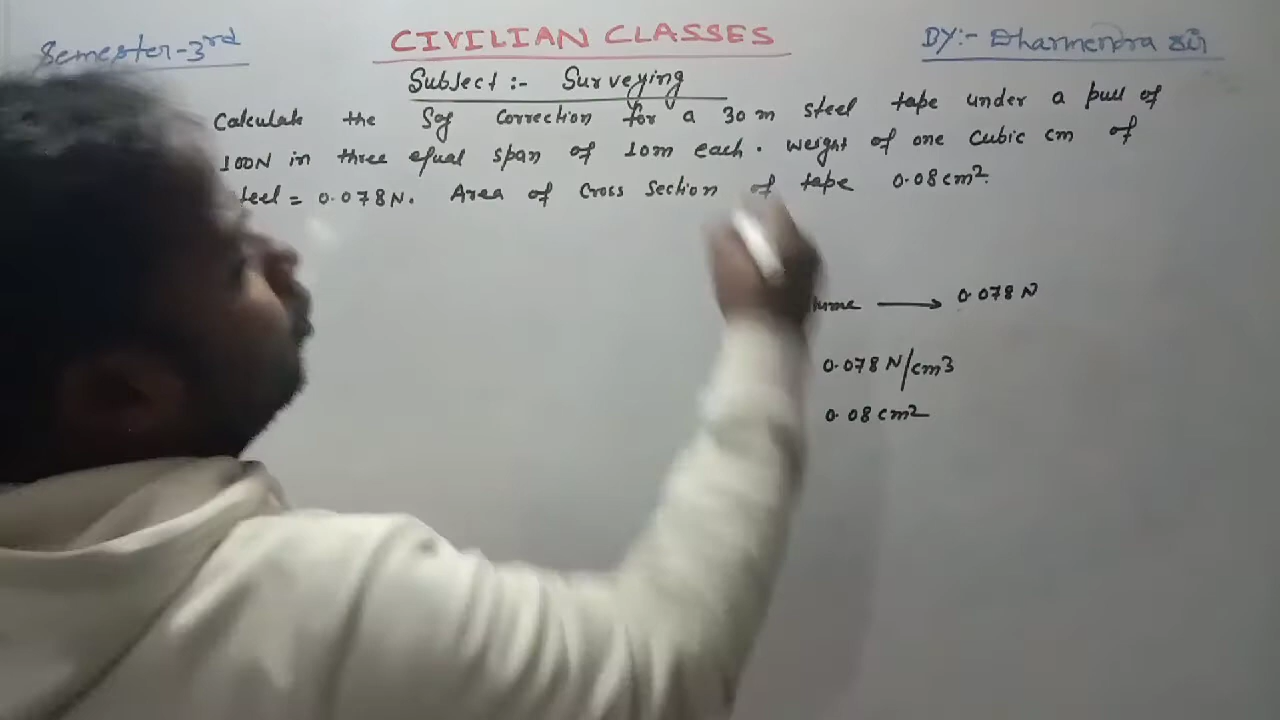 Semester-3rd
CIVILIAN CLASSES
By:- Dharmendra Sir
Subject:- Surveying
Calculate the Sag correction for a 30 m steel tape under a pull of
100N in three equal span of 10m each. Weight of one cubic cm of
teel = 0.078N. Area of Cross Section of tape 0.08cm².
ume → 0.078 N
0.078 N/cm3
0.08 cm2